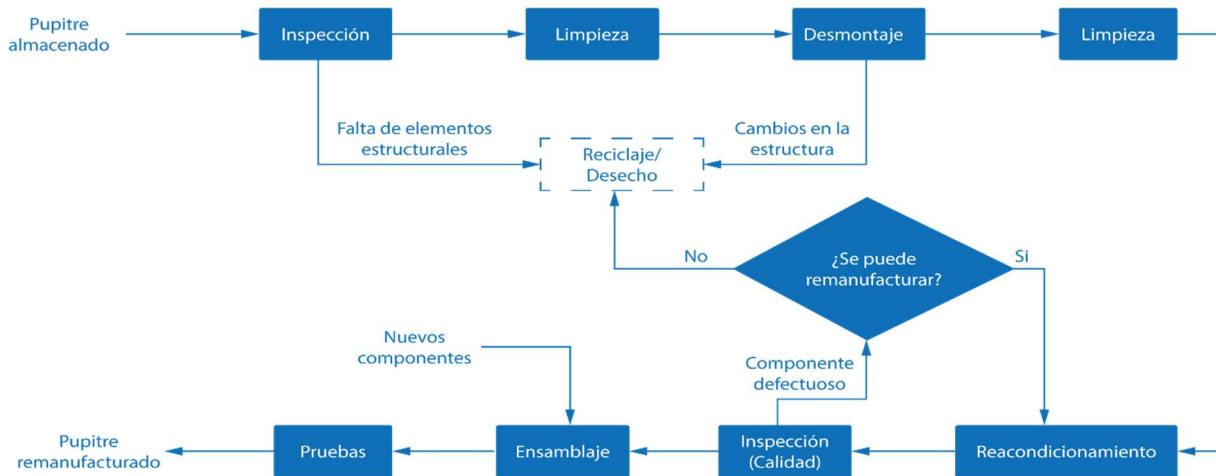 Pupitre
almacenado
Inspección
Limpieza
Desmontaje
Limpieza
Falta de elementos
estructurales
Reciclaje/
Desecho
Cambios en la
estructura
No
¿Se puede
remanufacturar?
Si
Nuevos
componentes
Componente
defectuoso
Pupitre
remanufacturado
Pruebas
Ensamblaje
Inspección
(Calidad)
Reacondicionamiento